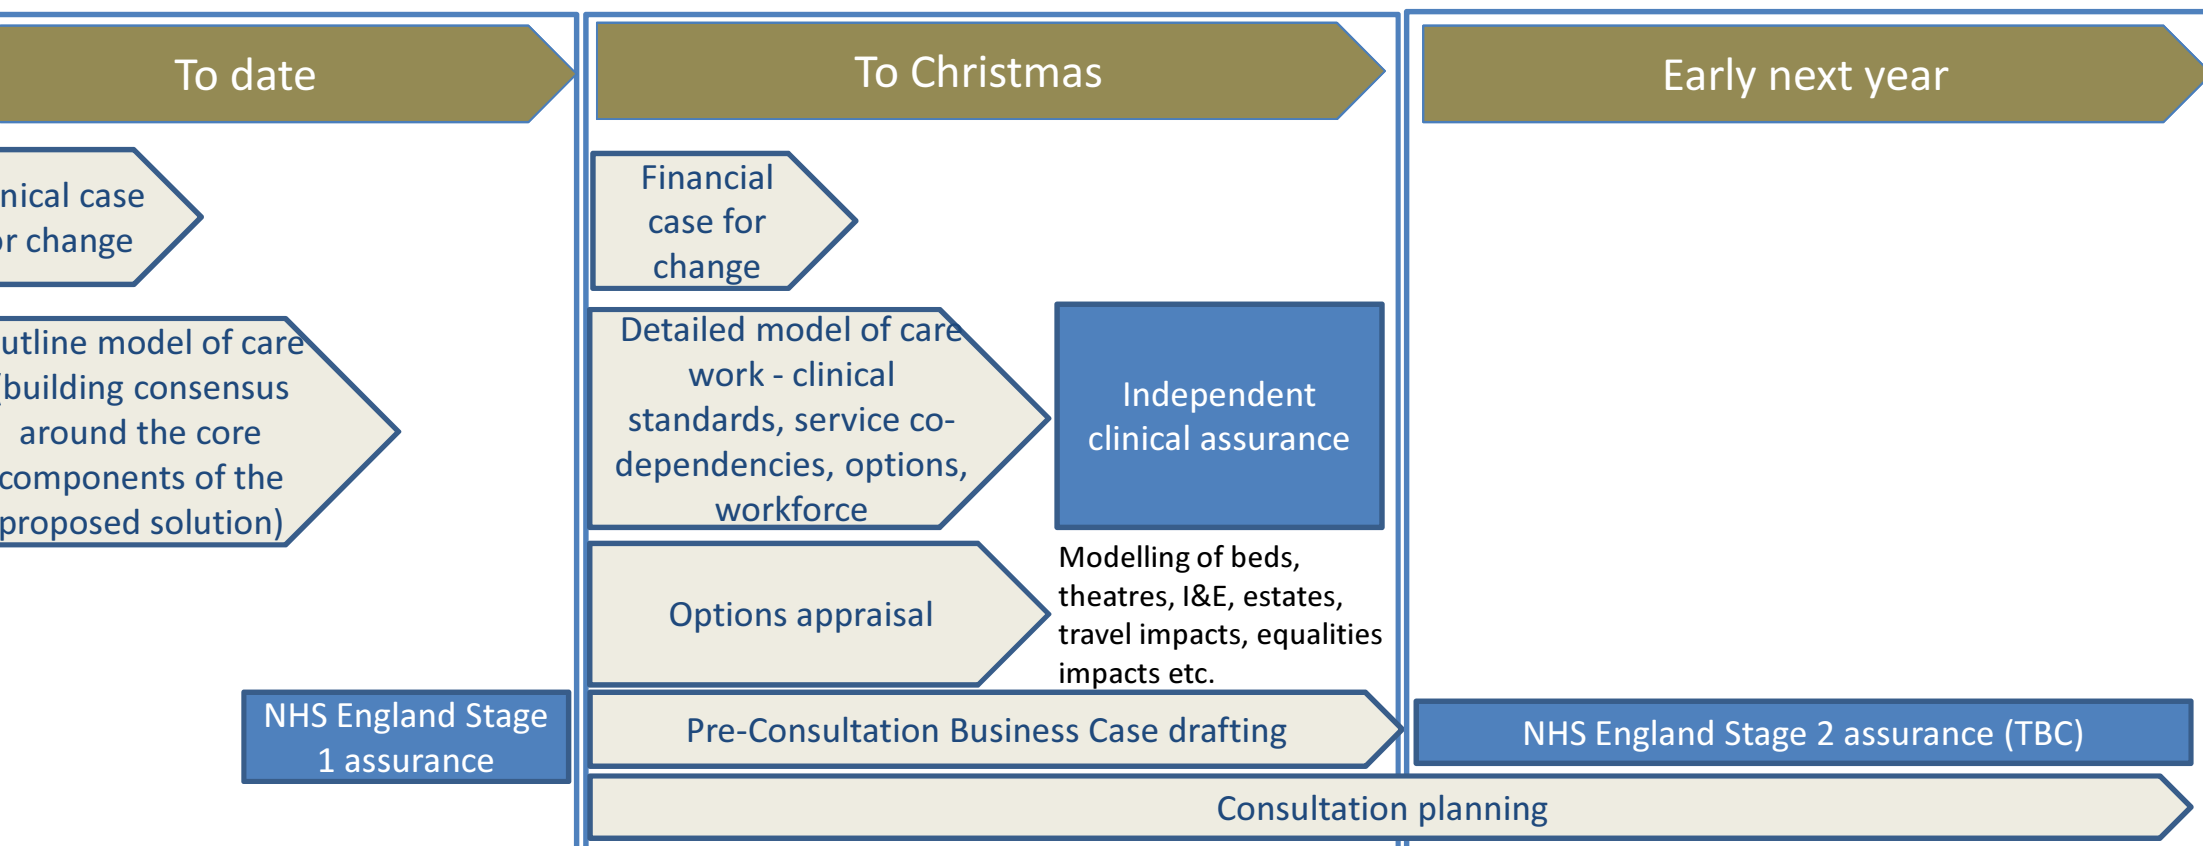 To date
To Christmas
Early next year
nical case
r change
utline model of care
(building consensus
around the core
components of the
proposed solution)
NHS England Stage
1 assurance
Financial
case for
change
Detailed model of care
work - clinical
standards, service co-
dependencies, options,
workforce
Independent
clinical assurance
Options appraisal
Modelling of beds,
theatres, I&E, estates,
travel impacts, equalities
impacts etc.
Pre-Consultation Business Case drafting
NHS England Stage 2 assurance (TBC)
Consultation planning